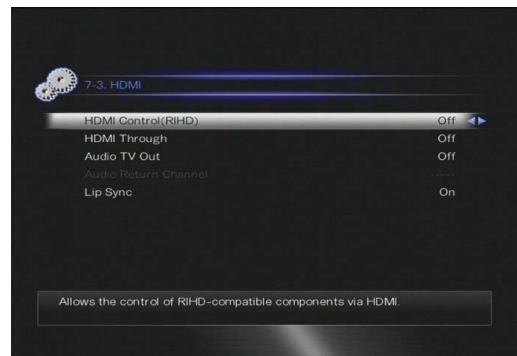 7-3. HDMI
HDMI Control(RIHD) Off
HDMI Through Off
Audio TV Out Off
Audio Return Channel -----
Lip Sync On
Allows the control of RIHD-compatible components via HDMI.